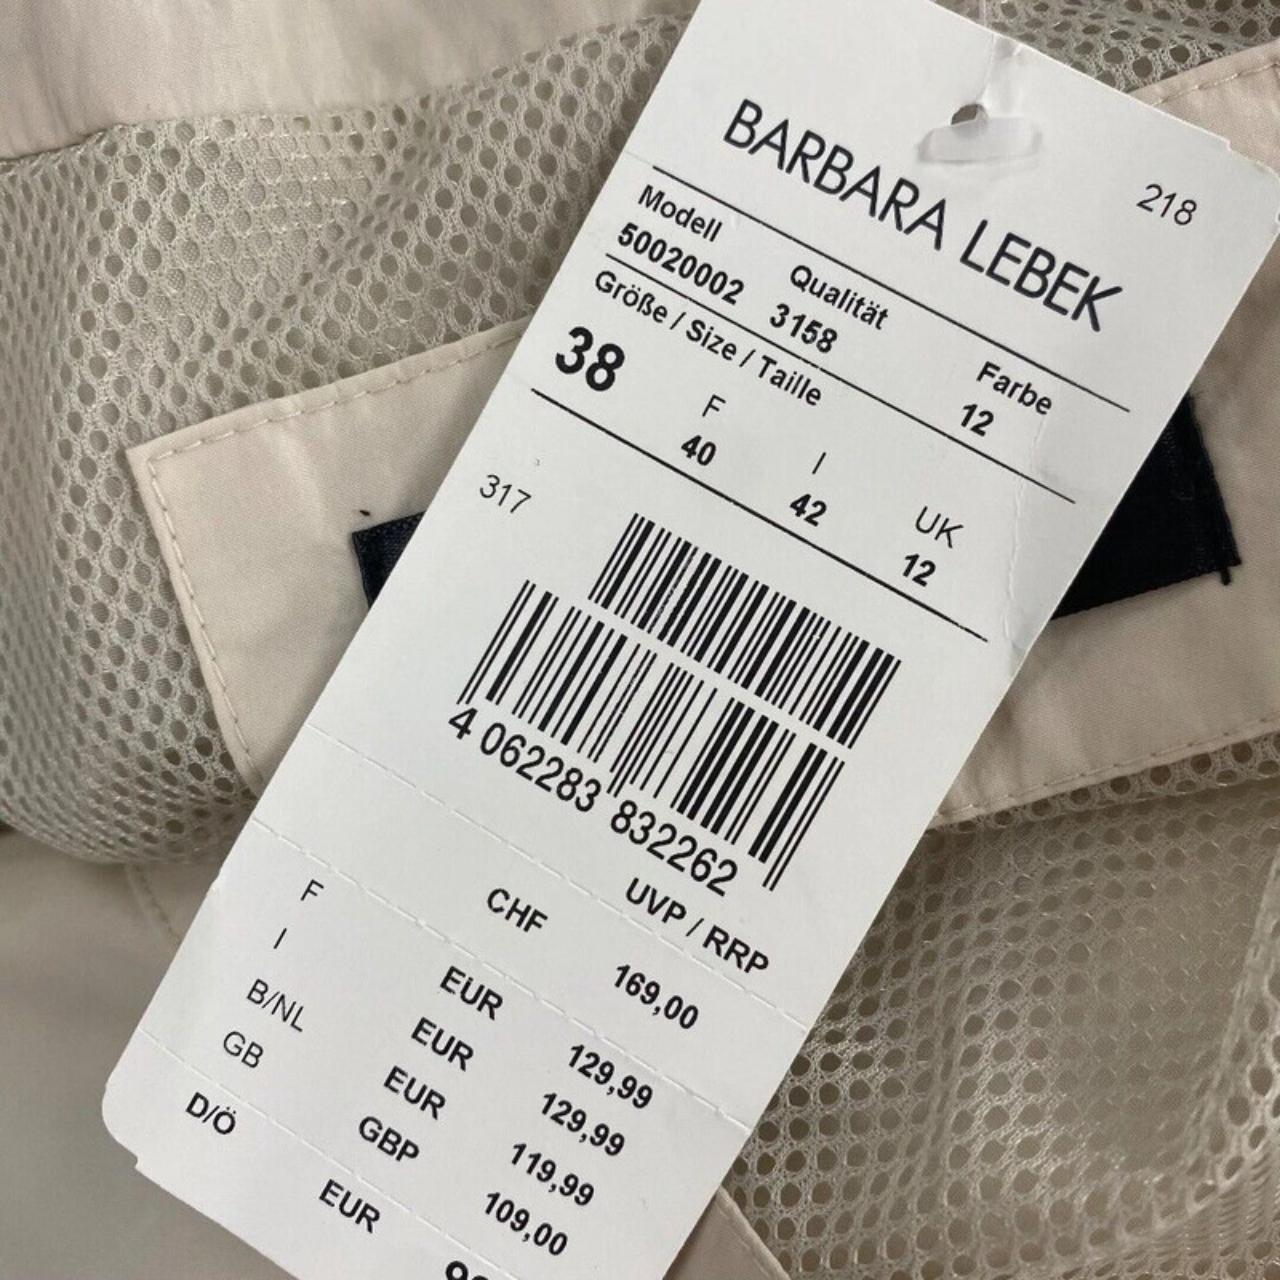 BARBARA LEBEK
218
Modell Qualität Farbe
50020002 3158 12
Größe / Size / Taille
38 F I UK
40 42 12
317
4 062283 832262
UVP / RRP
CHF 169,00
F EUR 129,99
I EUR 129,99
B/NL EUR 119,99
GB GBP 109,00
D/Ö EUR